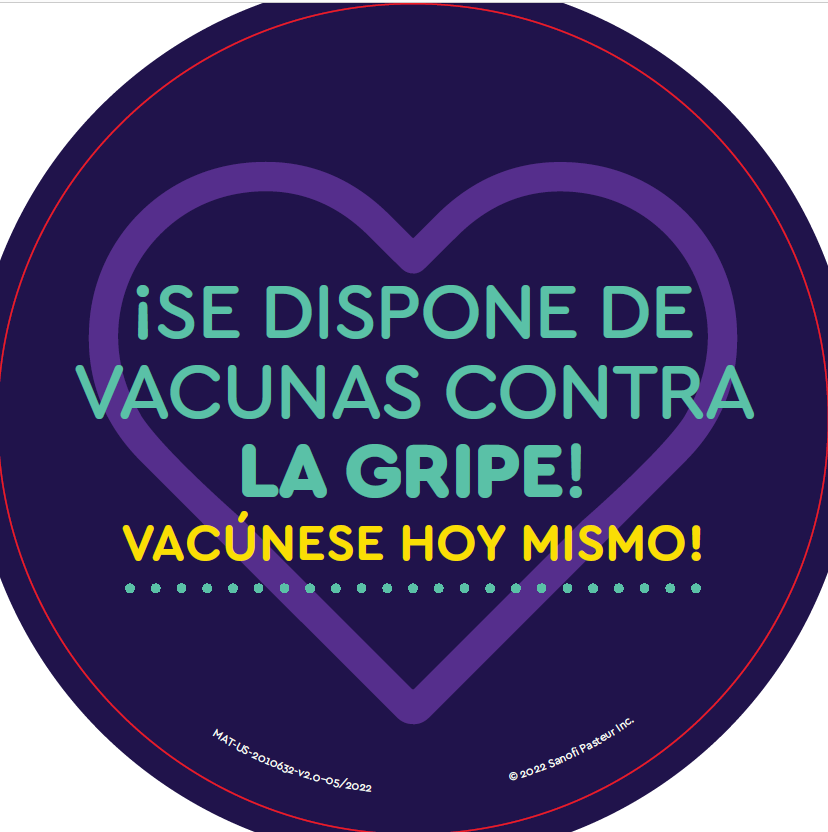 ¡SE DISPONE DE
VACUNAS CONTRA
LA GRIPE!
VACÚNESE HOY MISMO!
MAT-US-2010632-v2.0-05/2022
© 2022 Sanofi Pasteur Inc.